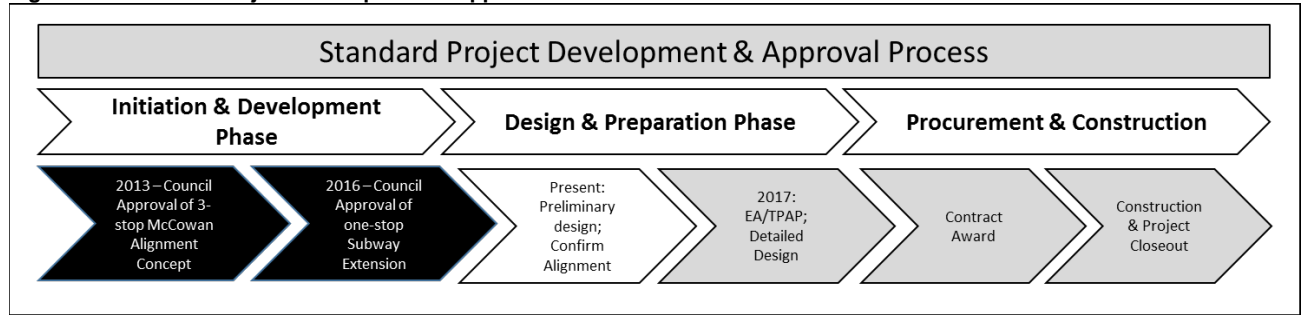 Standard Project Development & Approval Process
Initiation & Development
Phase
Design & Preparation Phase
Procurement & Construction
2013 – Council
Approval of 3-
stop McCowan
Alignment
Concept
2016 – Council
Approval of
one-stop
Subway
Extension
Present:
Preliminary
design;
Confirm
Alignment
2017:
EA/TPAP;
Detailed
Design
Contract
Award
Construction
& Project
Closeout